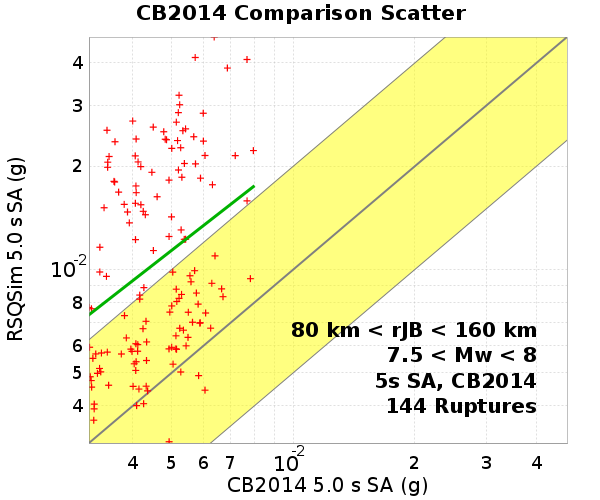 CB2014 Comparison Scatter
RSQSim 5.0 s SA (g)
4
3
2
10-2
8
6
5
4
80 km < rJB < 160 km
7.5 < Mw < 8
5s SA, CB2014
144 Ruptures
4 5 6 7 10-2 2 3 4
CB2014 5.0 s SA (g)